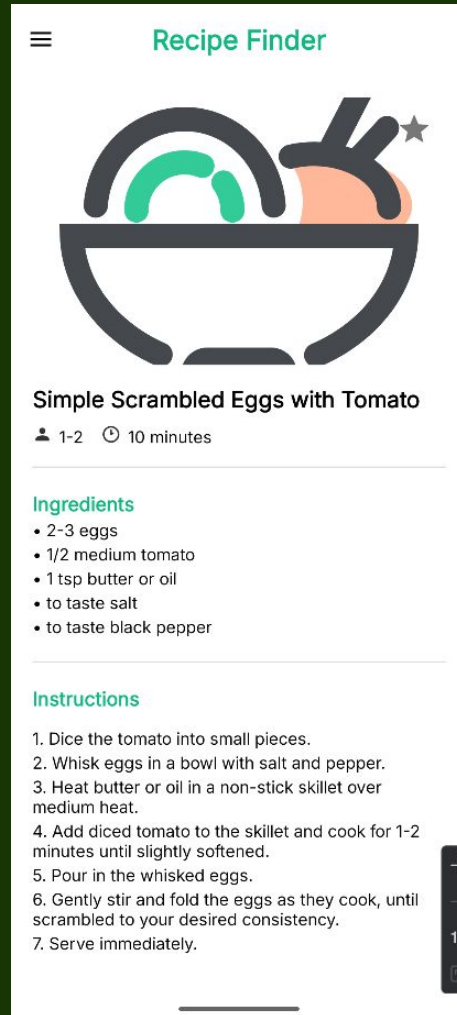 Recipe Finder
Simple Scrambled Eggs with Tomato
1-2 10 minutes
Ingredients
• 2-3 eggs
• 1/2 medium tomato
• 1 tsp butter or oil
• to taste salt
• to taste black pepper
Instructions
1. Dice the tomato into small pieces.
2. Whisk eggs in a bowl with salt and pepper.
3. Heat butter or oil in a non-stick skillet over
medium heat.
4. Add diced tomato to the skillet and cook for 1-2
minutes until slightly softened.
5. Pour in the whisked eggs.
6. Gently stir and fold the eggs as they cook, until
scrambled to your desired consistency.
7. Serve immediately.